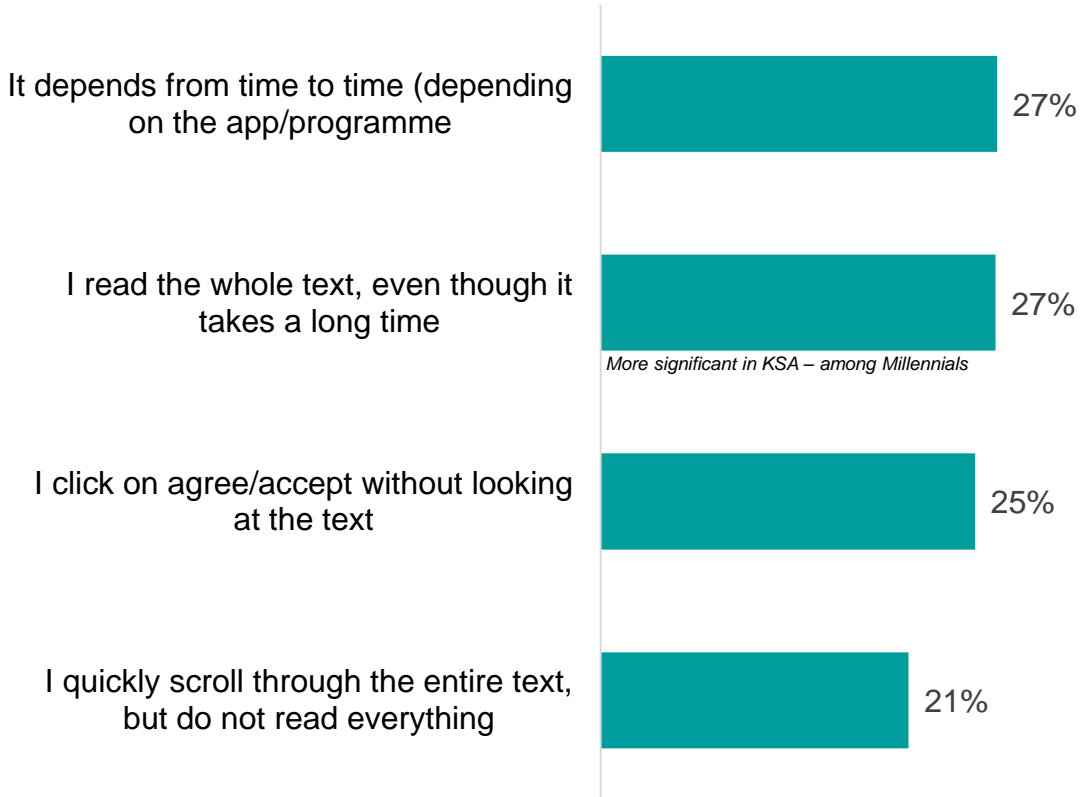 It depends from time to time (depending
on the app/programme
27%
I read the whole text, even though it
takes a long time
27%
More significant in KSA – among Millennials
I click on agree/accept without looking
at the text
25%
I quickly scroll through the entire text,
but do not read everything
21%